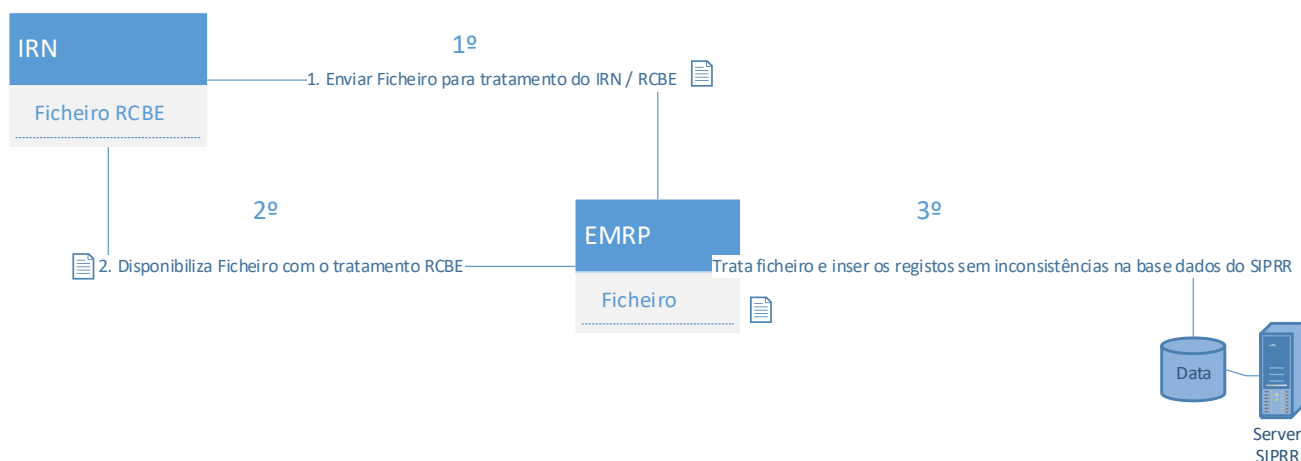 IRN
Ficheiro RCBE
1º
1. Enviar Ficheiro para tratamento do IRN / RCBE
2º
2. Disponibiliza Ficheiro com o tratamento RCBE
EMRP
Ficheiro
3º
Trata ficheiro e inser os registos sem inconsistências na base dados do SIPRR
Data
Server
SIPRR